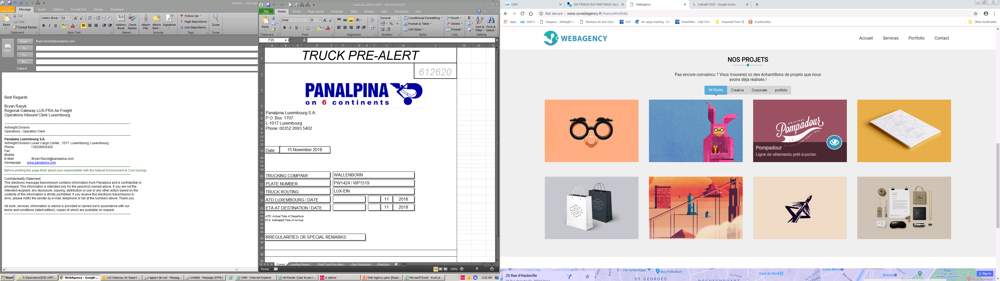 Untitled - Message
File
Message
Insert
Options
Format Text
Review
Developer
Paste
Cut
Copy
Format Painter
Clipboard
Calibri (Body)
11
Basic Text
Address Book
Check Names
Names
Attach File
Attach Item
Signature
Include
Follow Up
High Importance
Low Importance
Tags
Zoom
Zoom
Send
From
Bryan.Razyk@panalpina.com
To...
Cc...
Bcc...
Subject:
Best Regards
Bryan Razyk
Regional Gateway LUX-FRA Air Freight
Operations Inbound Clerk Luxembourg
Airfreight Division
Operations - Operation Clerk
Panalpina Luxembourg S.A.
Airfreight Division Luxair Cargo Center , 1017 Luxembourg, Luxembourg
Phone: +35226935402
Fax:
Mobile:
E-Mail: Bryan.Razyk@panalpina.com
Homepage: www.panalpina.com
Before printing this page think about your responsibility with the Natural Environment & Cost Savings
Confidentiality Statement:
This electronic message transmission contains information from Panalpina and is confidential or
privileged. This information is intended only for the person(s) named above. If you are not the
intended recipient, any disclosure, copying, distribution or use or any other action based on the
contents of this information is strictly prohibited. If you receive this electronic transmission in
error, please notify the sender by e-mail, telephone or fax at the numbers above. Thank you.
All work, services, information or advice is provided or carried out in accordance with our
terms and conditions (latest edition), copies of which are available on request.
truck pre-alert S.xlsm - Microsoft Excel
File
Home
Insert
Page Layout
Formulas
Data
Review
View
Developer
test
Paste
Clipboard
Arial
8
Font
Alignment
General
Number
Conditional Formatting
Format as Table
Cell Styles
Styles
Insert
Delete
Format
Cells
Sort & Filter
Find & Select
Editing
F25
TRUCK PRE-ALERT
612620
PANALPINA
on 6 continents
Panalpina Luxembourg S.A.
P.O. Box: 1707
L-1017 Luxembourg
Phone: 00352 2693 5402
Date: 15 November 2018
TRUCKING COMPANY WALLENBORN
PLATE NUMBER PW1424 / WP1519
TRUCK ROUTING LUX-EIN
ATD LUXEMBOURG / DATE 11 2018
ETA AT DESTINATION / DATE 11 2018
ATD: Actual Time of Departure
ETA: Estimated Time of Arrival
IRREGULARITIES OR SPECIAL REMARKS:
Cover
Loading Report
Final Truck Pre-Alert
Day Production
Final List
Ready
100%
OAM
AIR FRANCE KLM MARTINAIR Carg
WebAgency
indicatif 0016 - Google-Suche
Not secure
www.ocwebagency.fr/#ancrePortfolio
Apps
OAM 2
Cargolux - Airfreight Se
Pantrace Air and Ocean
XCP
Air cargo tracking - tra
SmartView - Cold Chain
Imported From IE
DuckDuckGo
Other bookmarks
WEBAGENCY
Accueil
Services
Portfolio
Contact
NOS PROJETS
Pas encore convaincu ? Vous trouverez ici des échantillons de projets que nous
avons déjà réalisés !
All Works
Creative
Corporate
portfolio
ORIGINAL
Pompadour
Pompadour
Ligne de vêtements prêt-à-porter.
25 Rue d'Hauteville
Vie romantique
Bus Palladium
ST GEORGES
Gare du Nord
Louis Blanc
Bolivar
Park
Parc des
Buttes Chaumont
Rosa Bonheur
Sign in
Start
S:\Operations\DGD UNFI...
WebAgency - Google ...
LUX Gateway Air Import ...
rapport de nuit - Messag...
Untitled - Message (HTML)
OAM - Internet Explorer
AirWarder (User bryan.r...
d.xplorer
Web Agency.pptx [Read...
Microsoft Excel - truck pr...
3:52 AM